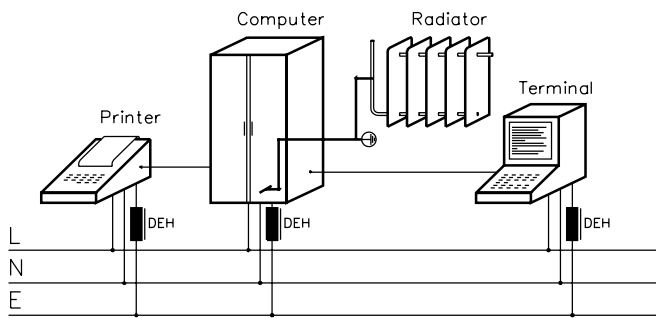 Computer
Radiator
Terminal
Printer
DEH
DEH
DEH
L
N
E